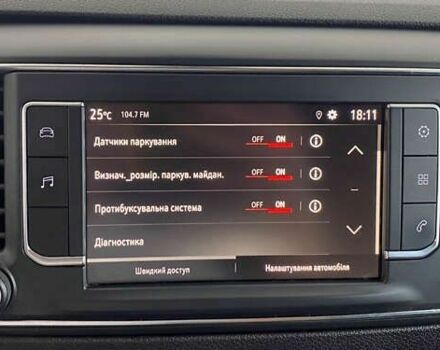 25°C 104.7 FM 18:11
Датчики паркування OFF ON
Визнач._розмір. паркув. майдан. OFF ON
Протибуксувальна система OFF ON
Діагностика
Швидкий доступ Налаштування автомобіля